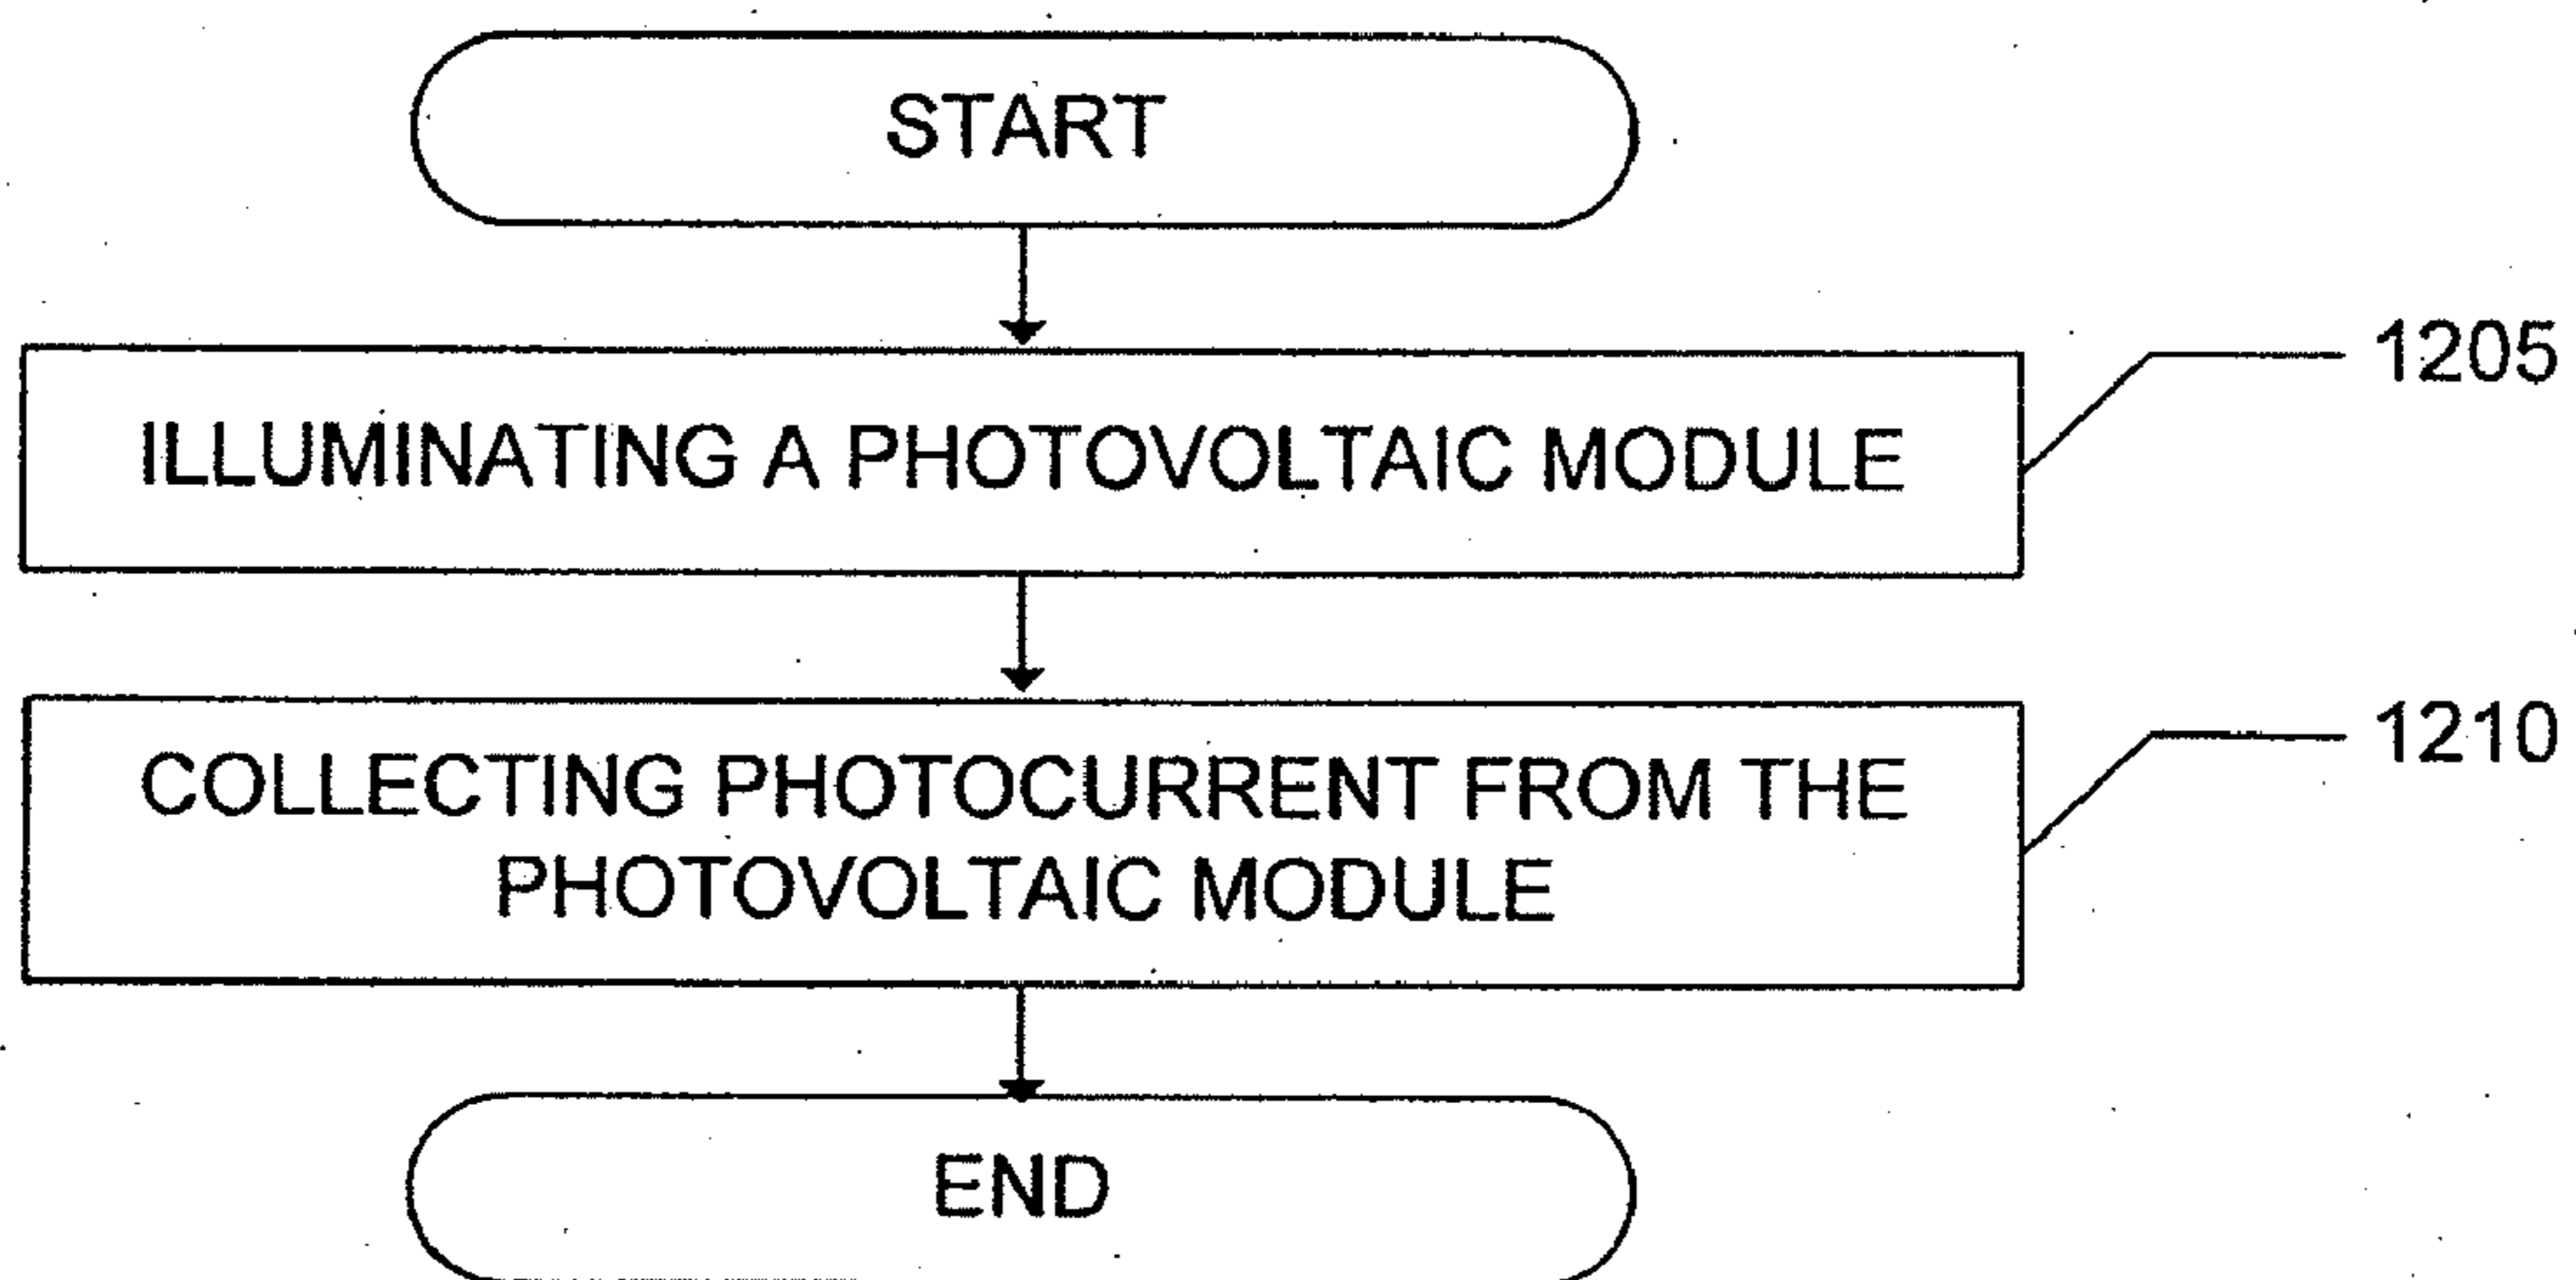 START
ILLUMINATING A PHOTOVOLTAIC MODULE
1205
COLLECTING PHOTOCURRENT FROM THE
PHOTOVOLTAIC MODULE
1210
END